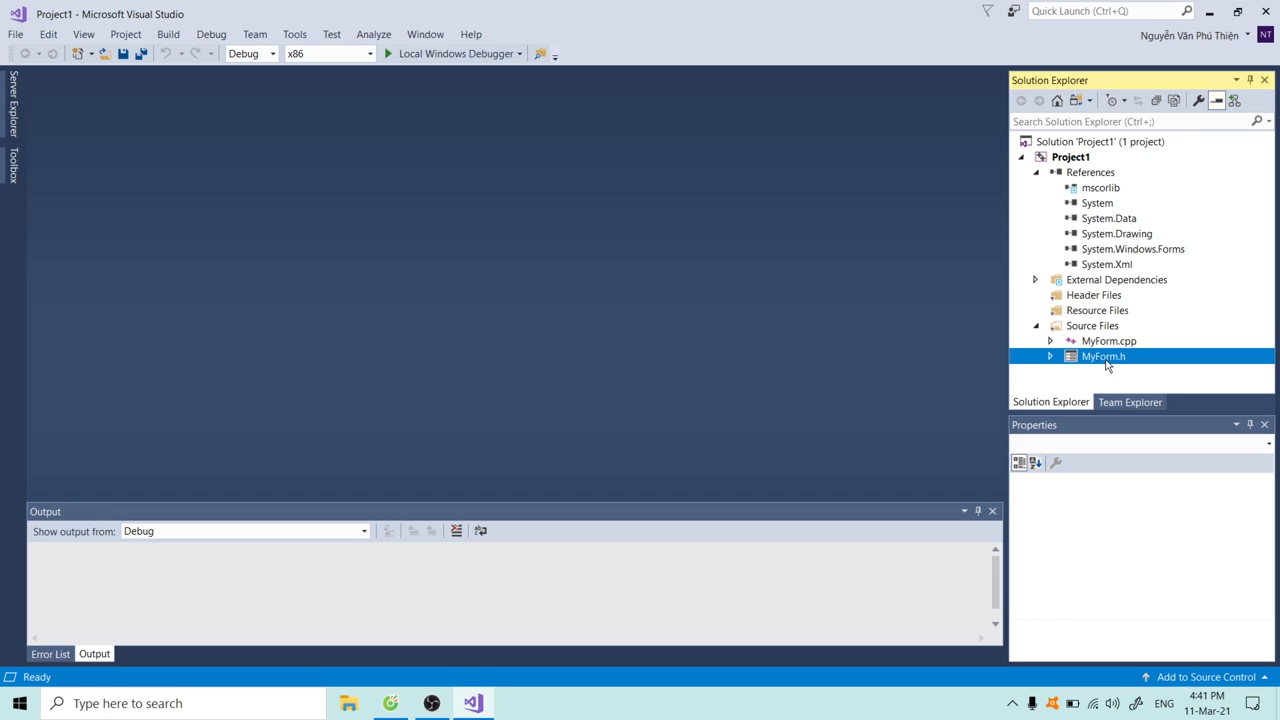 Project1 - Microsoft Visual Studio
Quick Launch (Ctrl+Q)
File Edit View Project Build Debug Team Tools Test Analyze Window Help
Nguyễn Văn Phú Thiện NT
Debug x86 Local Windows Debugger
Server Explorer
Toolbox
Solution Explorer
Search Solution Explorer (Ctrl+;)
Solution 'Project1' (1 project)
Project1
References
mscorlib
System
System.Data
System.Drawing
System.Windows.Forms
System.Xml
External Dependencies
Header Files
Resource Files
Source Files
MyForm.cpp
MyForm.h
Solution Explorer Team Explorer
Properties
Output
Show output from: Debug
Error List Output
Ready
Add to Source Control
Type here to search
ENG
4:41 PM
11-Mar-21